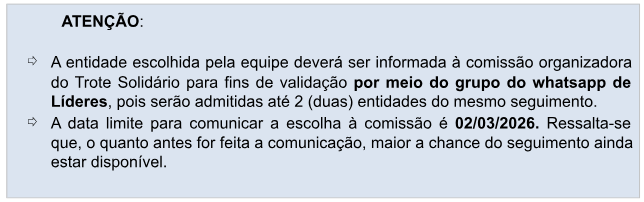 ATENÇÃO:
⇨ A entidade escolhida pela equipe deverá ser informada à comissão organizadora
do Trote Solidário para fins de validação por meio do grupo do whatsapp de
Líderes, pois serão admitidas até 2 (duas) entidades do mesmo seguimento.
⇨ A data limite para comunicar a escolha à comissão é 02/03/2026. Ressalta-se
que, o quanto antes for feita a comunicação, maior a chance do seguimento ainda
estar disponível.